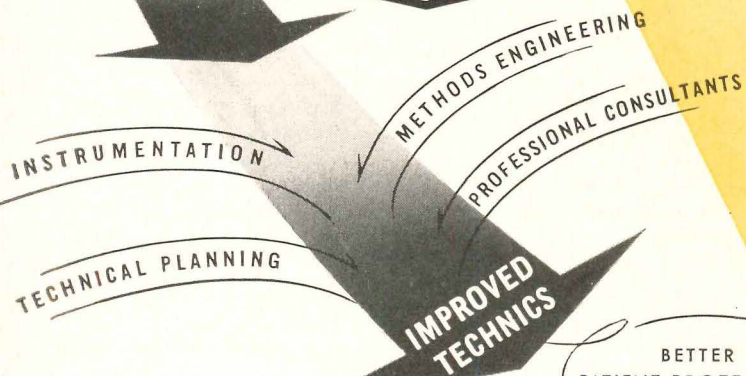 METHODS ENGINEERING
PROFESSIONAL CONSULTANTS
INSTRUMENTATION
TECHNICAL PLANNING
IMPROVED
TECHNICS
BETTER